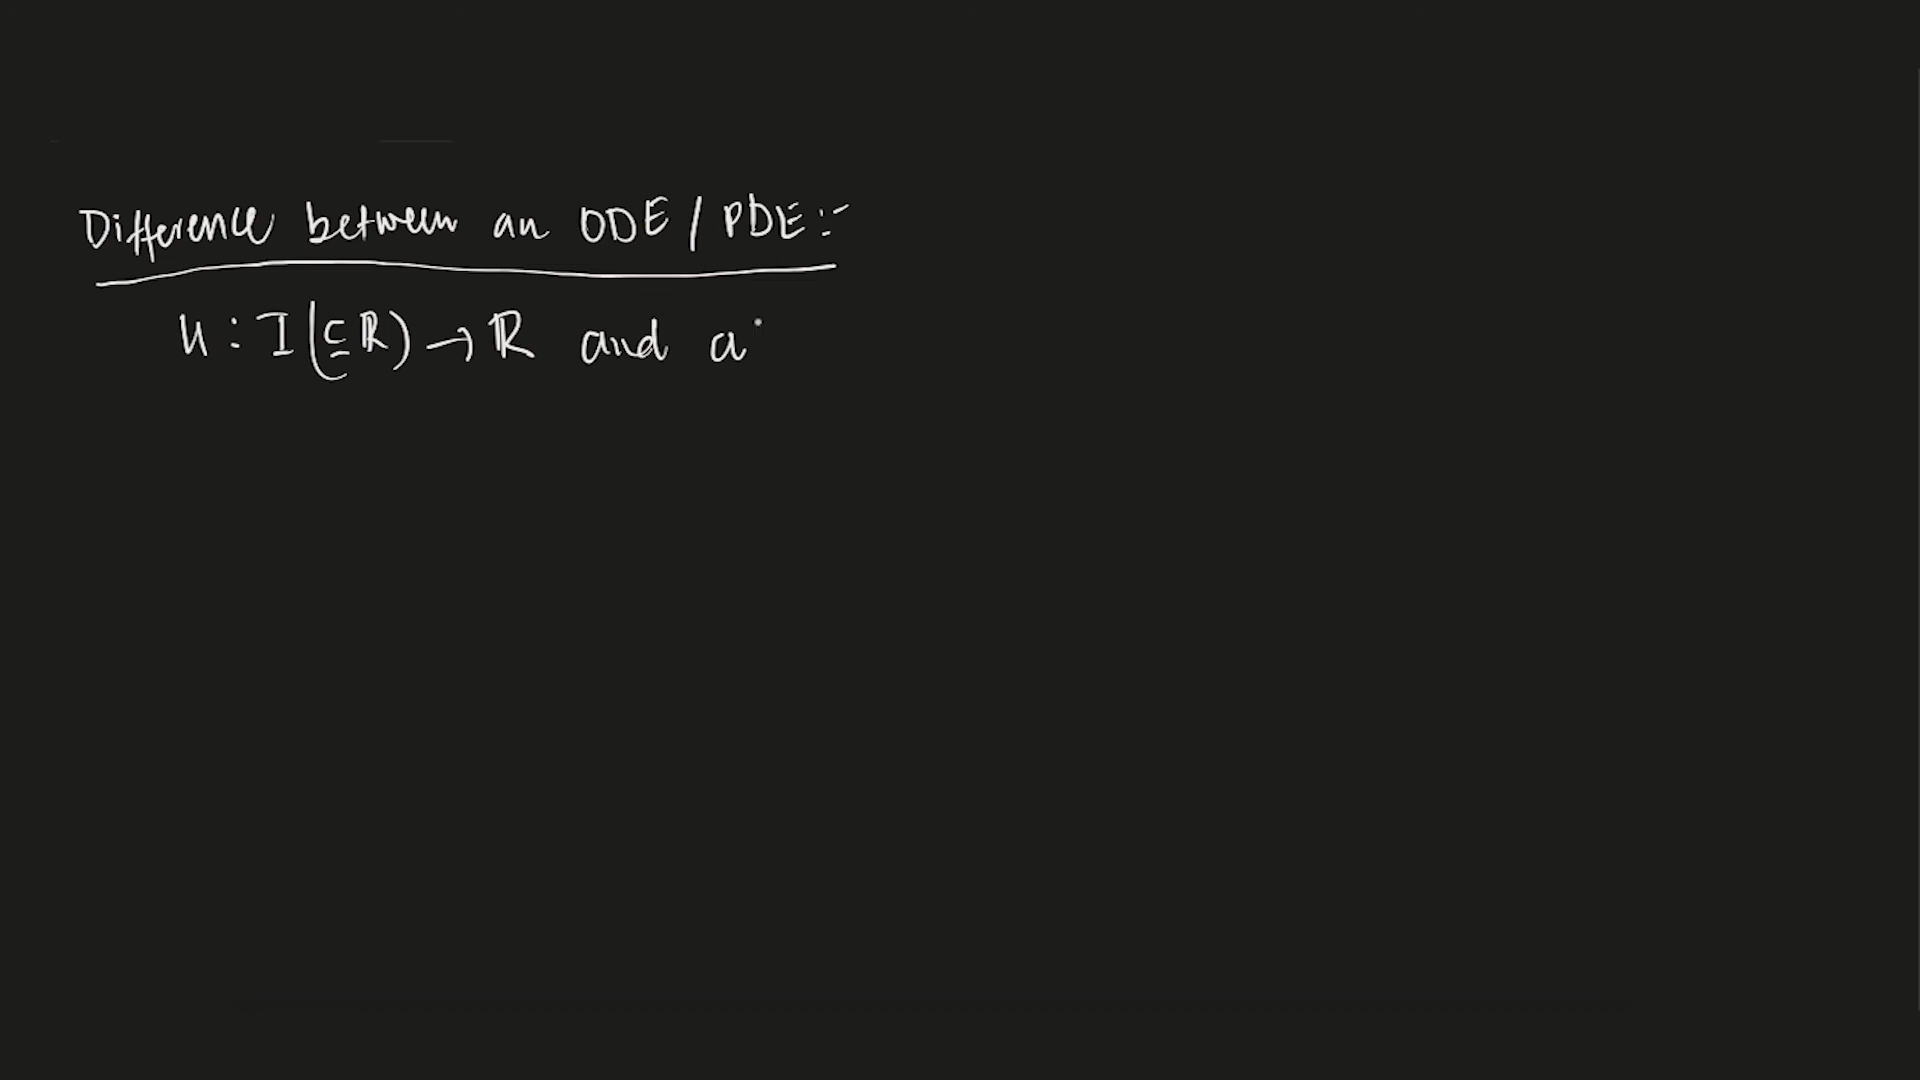 Difference between an ODE / PDE :-
u : I (⊆ ℝ) → ℝ and a